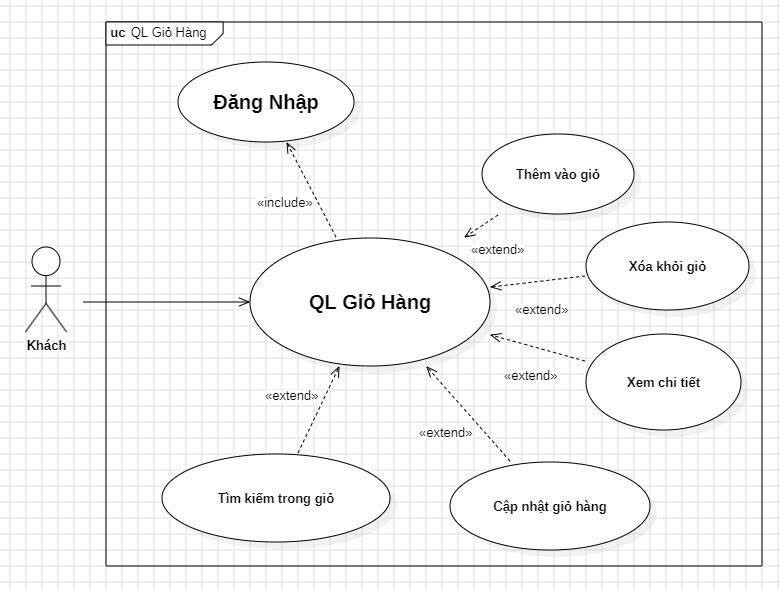 uc QL Giỏ Hàng
Đăng Nhập
Thêm vào giỏ
«include»
«extend»
Xóa khỏi giỏ
QL Giỏ Hàng
«extend»
Khách
«extend»
Xem chi tiết
«extend»
«extend»
Tìm kiếm trong giỏ
Cập nhật giỏ hàng